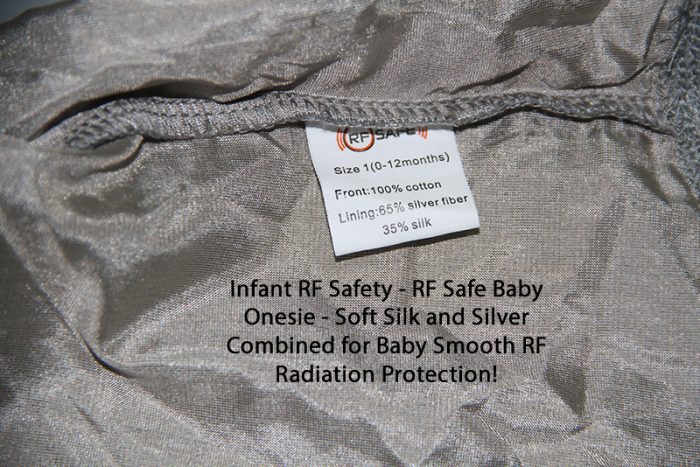 RF SAFE
Size 1(0-12months)
Front:100% cotton
Lining:65% silver fiber
35% silk
Infant RF Safety - RF Safe Baby
Onesie - Soft Silk and Silver
Combined for Baby Smooth RF
Radiation Protection!